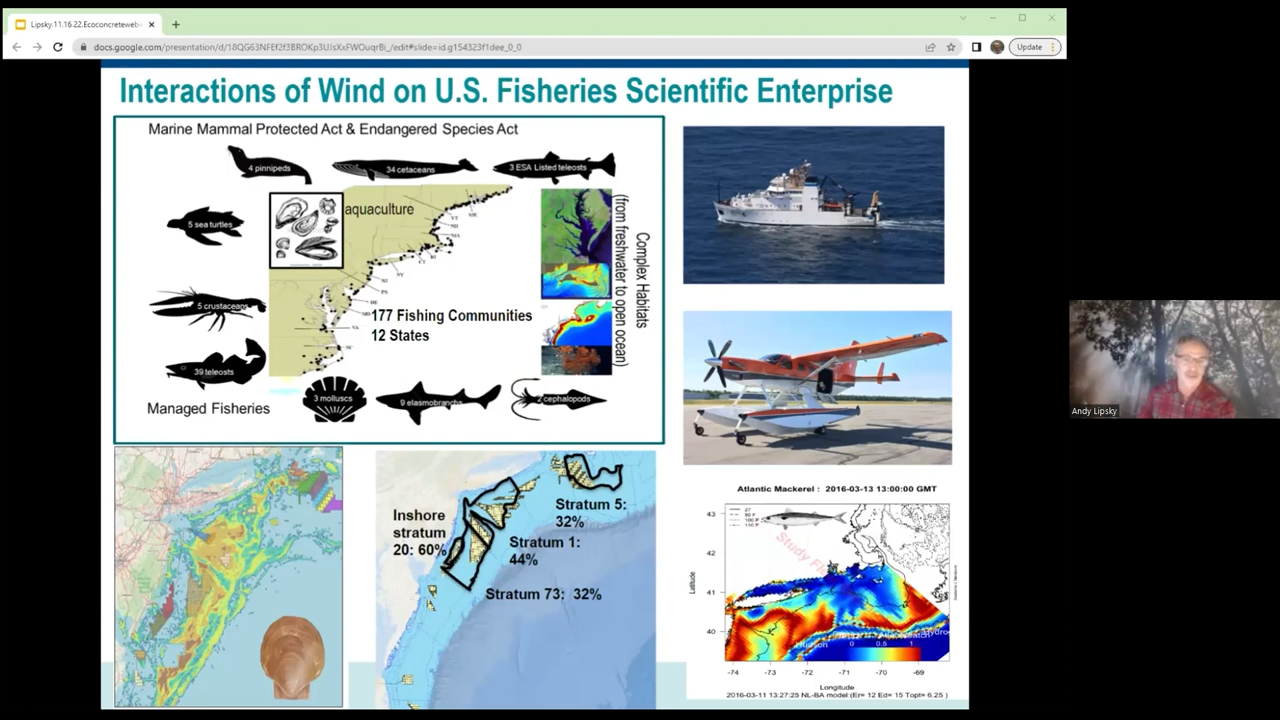 Lipsky.11.16.22.Ecoconcreteweb
docs.google.com/presentation/d/18QG63NFEf2f3BROKp3UJsXxFWOuqrBi_/edit#slide=id.g154323f1dee_0_0
Update
Interactions of Wind on U.S. Fisheries Scientific Enterprise
Marine Mammal Protected Act & Endangered Species Act
4 pinnipeds
34 cetaceans
3 ESA Listed teleosts
5 sea turtles
aquaculture
5 crustaceans
177 Fishing Communities
12 States
39 teleosts
3 molluscs
9 elasmobranchs
2 cephalopods
Managed Fisheries
Complex Habitats
(from freshwater to open ocean)
Inshore
stratum
20: 60%
Stratum 5:
32%
Stratum 1:
44%
Stratum 73: 32%
Atlantic Mackerel : 2016-03-13 13:00:00 GMT
43
42
41
40
Latitude
0 0.5 1
-74 -73 -72 -71 -70 -69
Longitude
2016-03-11 13:27:25 NL-BA model:(Er= 12 Ed= 15 Topt= 6.25 )
Andy Lipsky